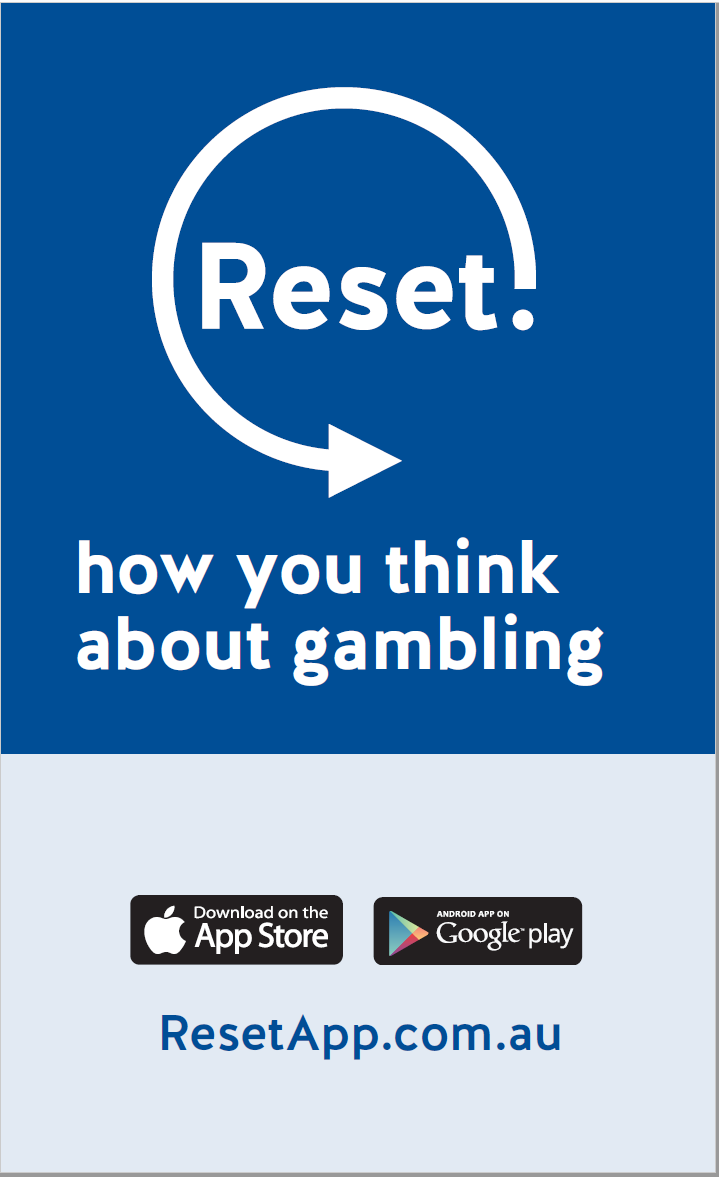 Reset.
how you think
about gambling
Download on the
App Store
ANDROID APP ON
Google play
ResetApp.com.au